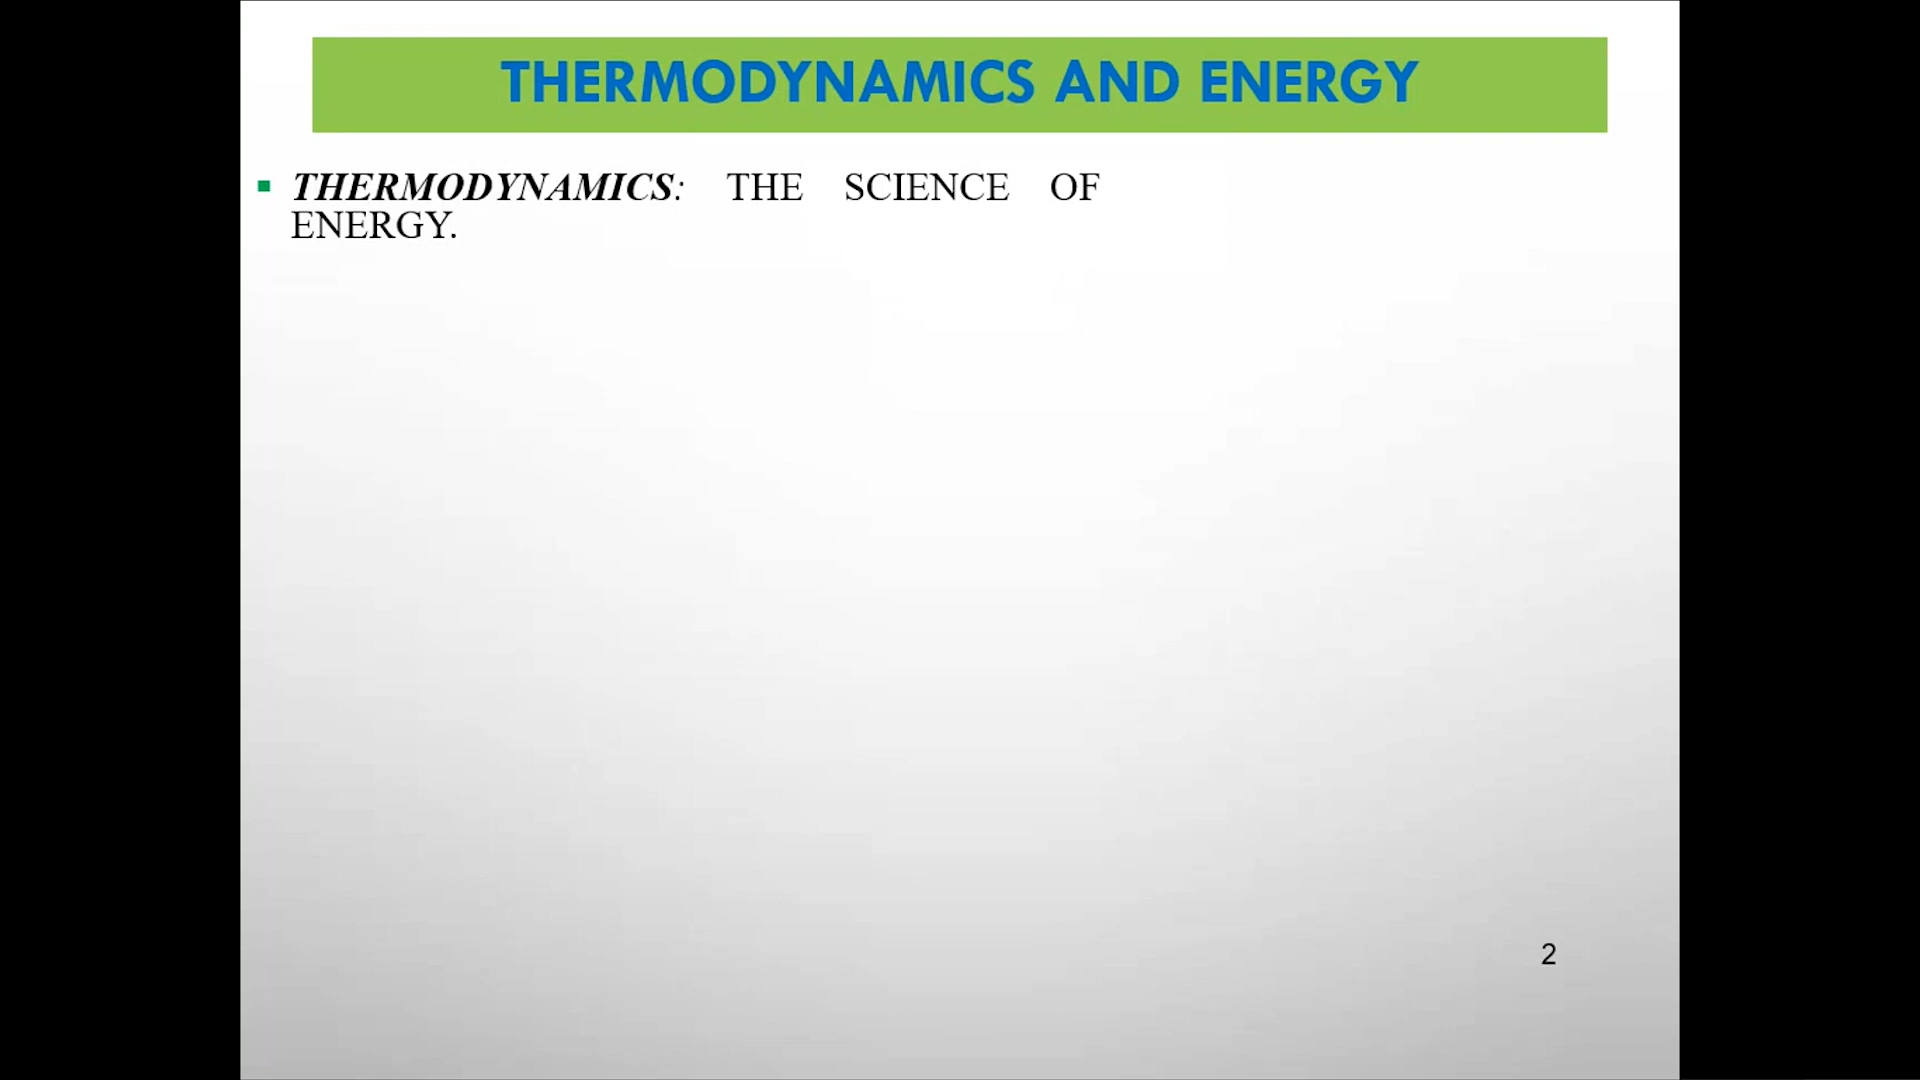 THERMODYNAMICS AND ENERGY
▪ THERMODYNAMICS: THE SCIENCE OF
ENERGY.
2